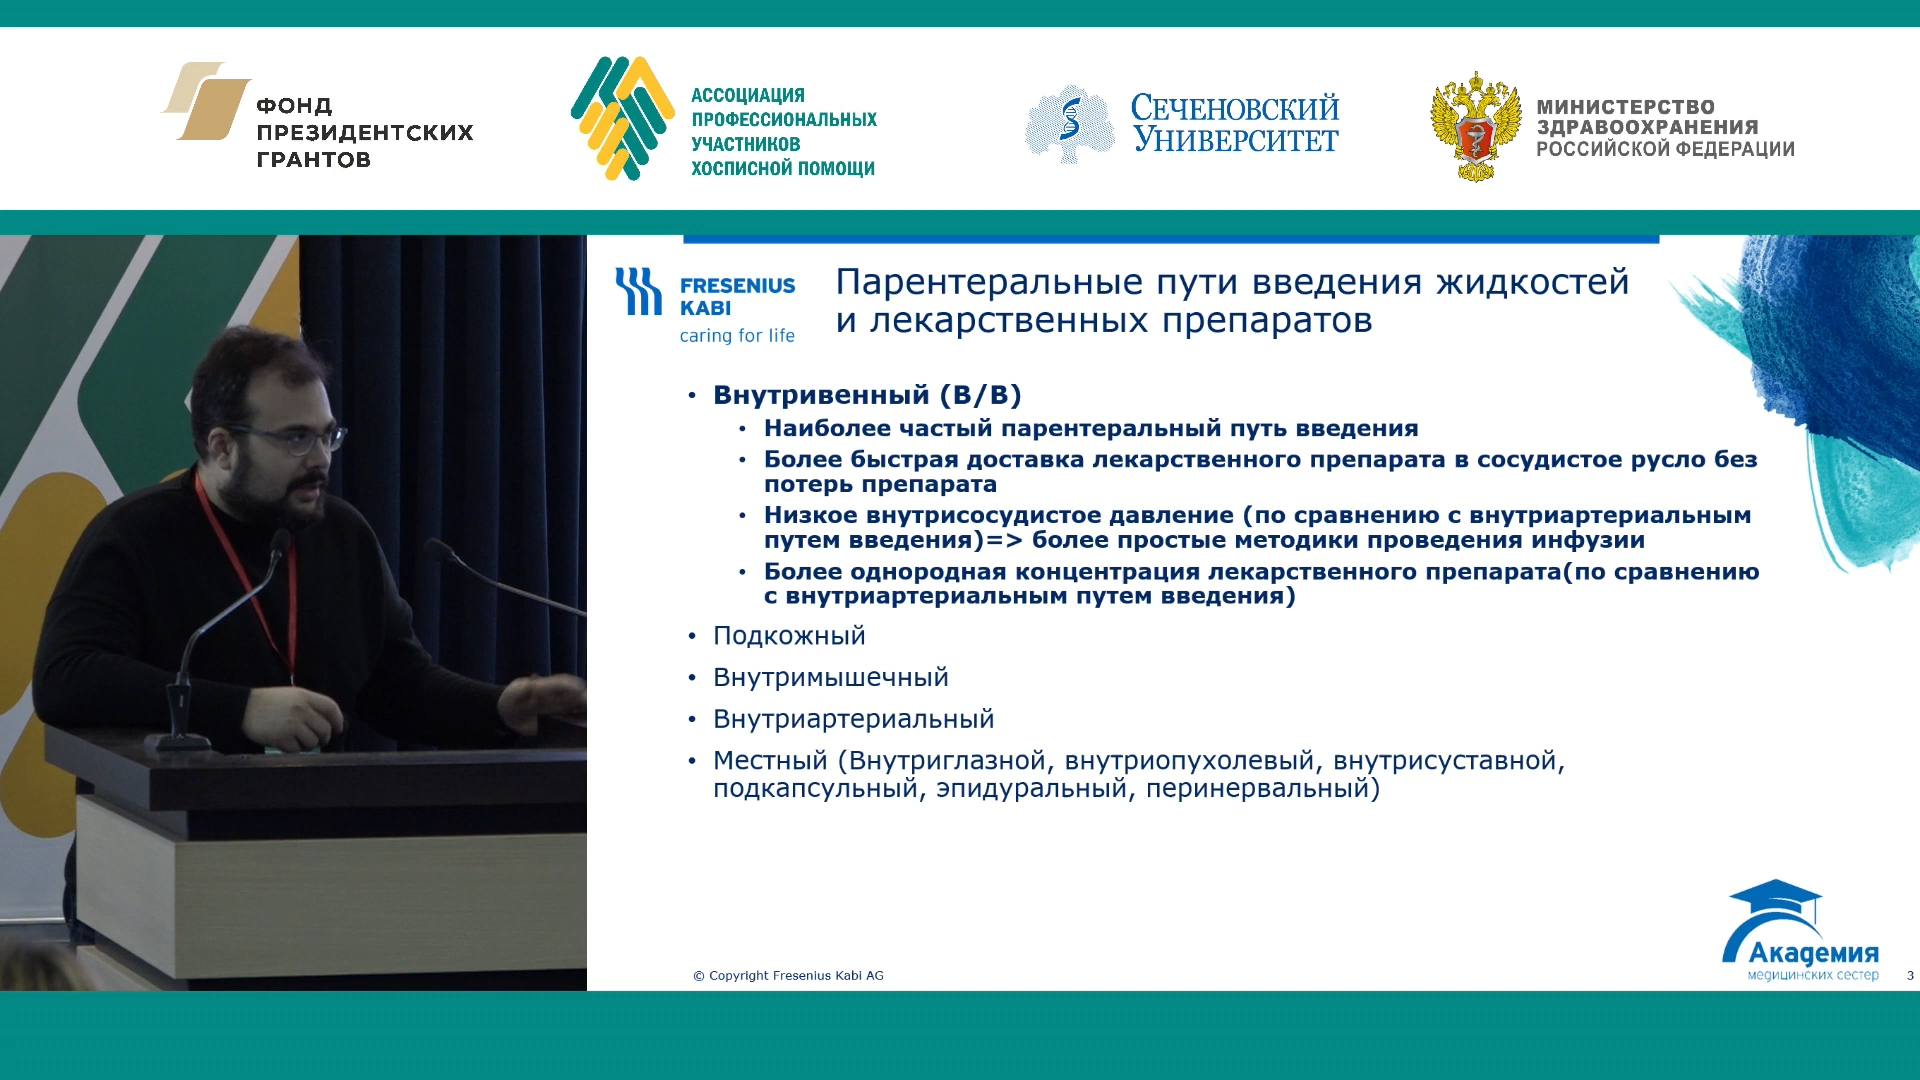 ФОНД
ПРЕЗИДЕНТСКИХ
ГРАНТОВ
АССОЦИАЦИЯ
ПРОФЕССИОНАЛЬНЫХ
УЧАСТНИКОВ
ХОСПИСНОЙ ПОМОЩИ
СЕЧЕНОВСКИЙ
УНИВЕРСИТЕТ
МИНИСТЕРСТВО
ЗДРАВООХРАНЕНИЯ
РОССИЙСКОЙ ФЕДЕРАЦИИ
FRESENIUS
KABI
caring for life
Парентеральные пути введения жидкостей
и лекарственных препаратов
• Внутривенный (В/В)
• Наиболее частый парентеральный путь введения
• Более быстрая доставка лекарственного препарата в сосудистое русло без
потерь препарата
• Низкое внутрисосудистое давление (по сравнению с внутриартериальным
путем введения)=> более простые методики проведения инфузии
• Более однородная концентрация лекарственного препарата(по сравнению
с внутриартериальным путем введения)
• Подкожный
• Внутримышечный
• Внутриартериальный
• Местный (Внутриглазной, внутриопухолевый, внутрисуставной,
подкапсульный, эпидуральный, перинервальный)
Академия
медицинских сестер
© Copyright Fresenius Kabi AG
3